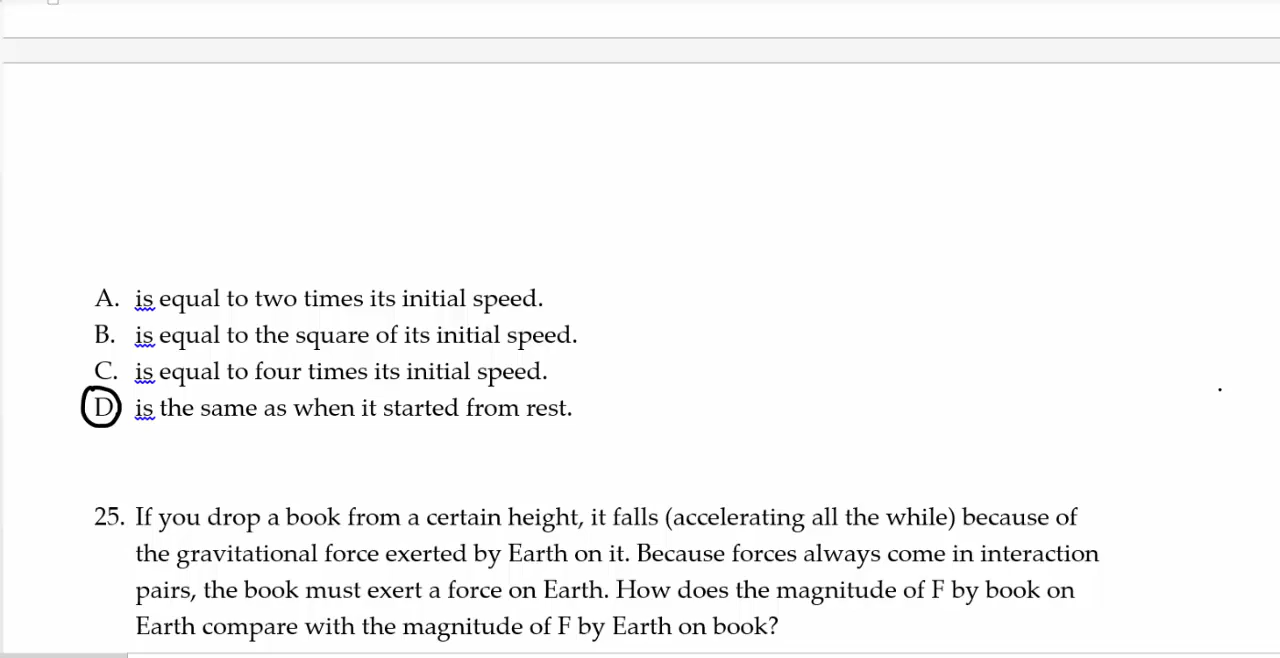 A. is equal to two times its initial speed.
B. is equal to the square of its initial speed.
C. is equal to four times its initial speed.
D. is the same as when it started from rest.
25. If you drop a book from a certain height, it falls (accelerating all the while) because of
the gravitational force exerted by Earth on it. Because forces always come in interaction
pairs, the book must exert a force on Earth. How does the magnitude of F by book on
Earth compare with the magnitude of F by Earth on book?